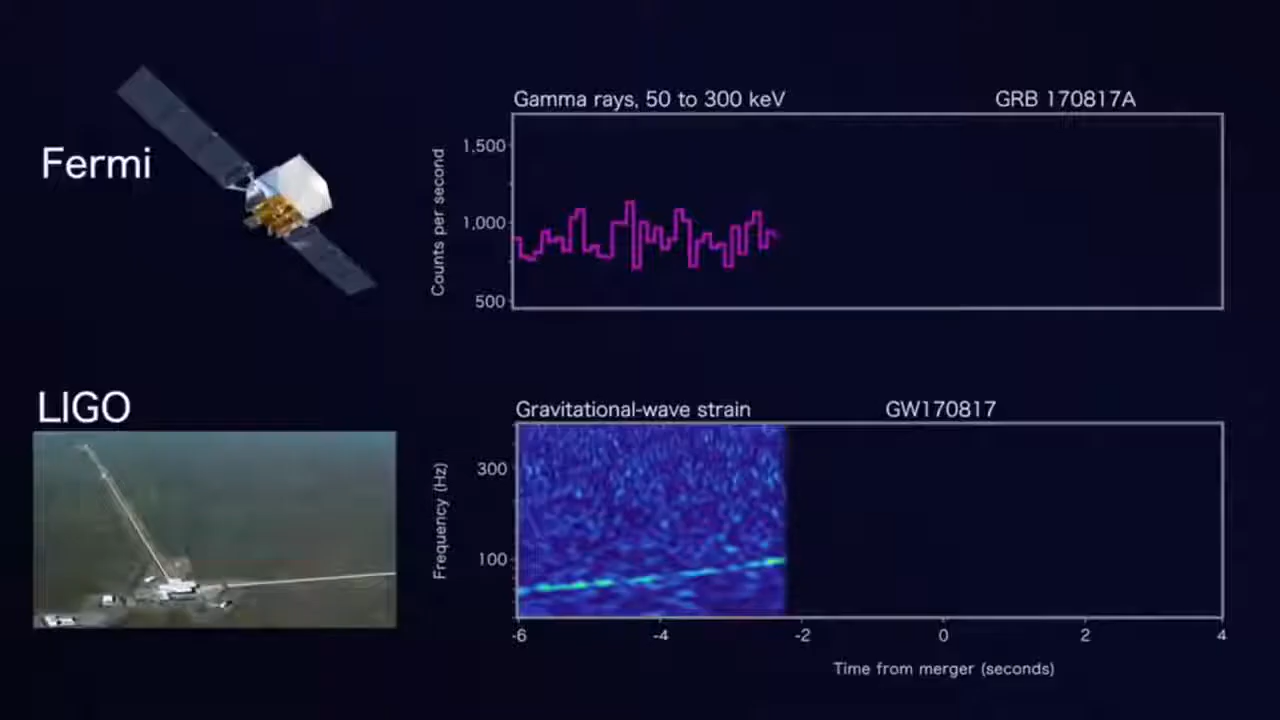 Fermi
Gamma rays, 50 to 300 keV
GRB 170817A
Counts per second
1,500
1,000
500
LIGO
Gravitational-wave strain
GW170817
Frequency (Hz)
300
100
-6
-4
-2
0
2
4
Time from merger (seconds)